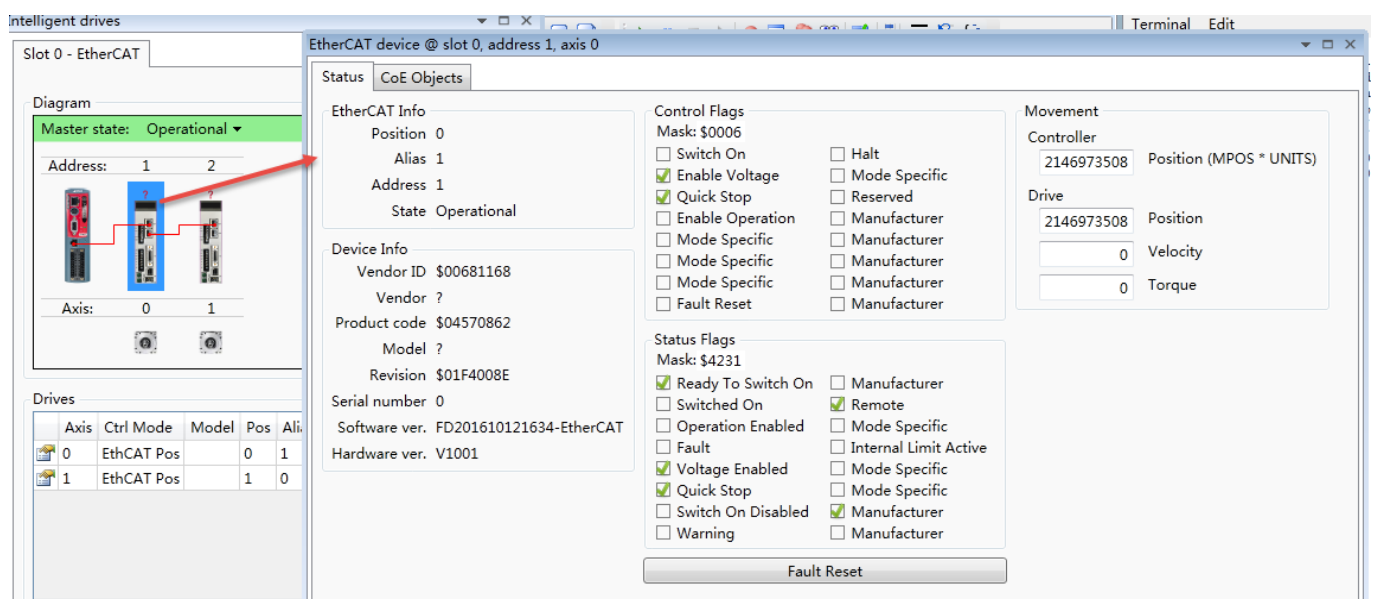 Intelligent drives
Terminal Edit
Slot 0 - EtherCAT
EtherCAT device @ slot 0, address 1, axis 0
Diagram
Master state: Operational
Address: 1 2
? ?
Axis: 0 1
Drives
Axis Ctrl Mode Model Pos Ali
0 EthCAT Pos 0 1
1 EthCAT Pos 1 0
Status CoE Objects
EtherCAT Info
Position 0
Alias 1
Address 1
State Operational
Device Info
Vendor ID $00681168
Vendor ?
Product code $04570862
Model ?
Revision $01F4008E
Serial number 0
Software ver. FD201610121634-EtherCAT
Hardware ver. V1001
Control Flags
Mask: $0006
Switch On Halt
Enable Voltage Mode Specific
Quick Stop Reserved
Enable Operation Manufacturer
Mode Specific Manufacturer
Mode Specific Manufacturer
Mode Specific Manufacturer
Fault Reset Manufacturer
Status Flags
Mask: $4231
Ready To Switch On Manufacturer
Switched On Remote
Operation Enabled Mode Specific
Fault Internal Limit Active
Voltage Enabled Mode Specific
Quick Stop Mode Specific
Switch On Disabled Manufacturer
Warning Manufacturer
Fault Reset
Movement
Controller
2146973508 Position (MPOS * UNITS)
Drive
2146973508 Position
0 Velocity
0 Torque